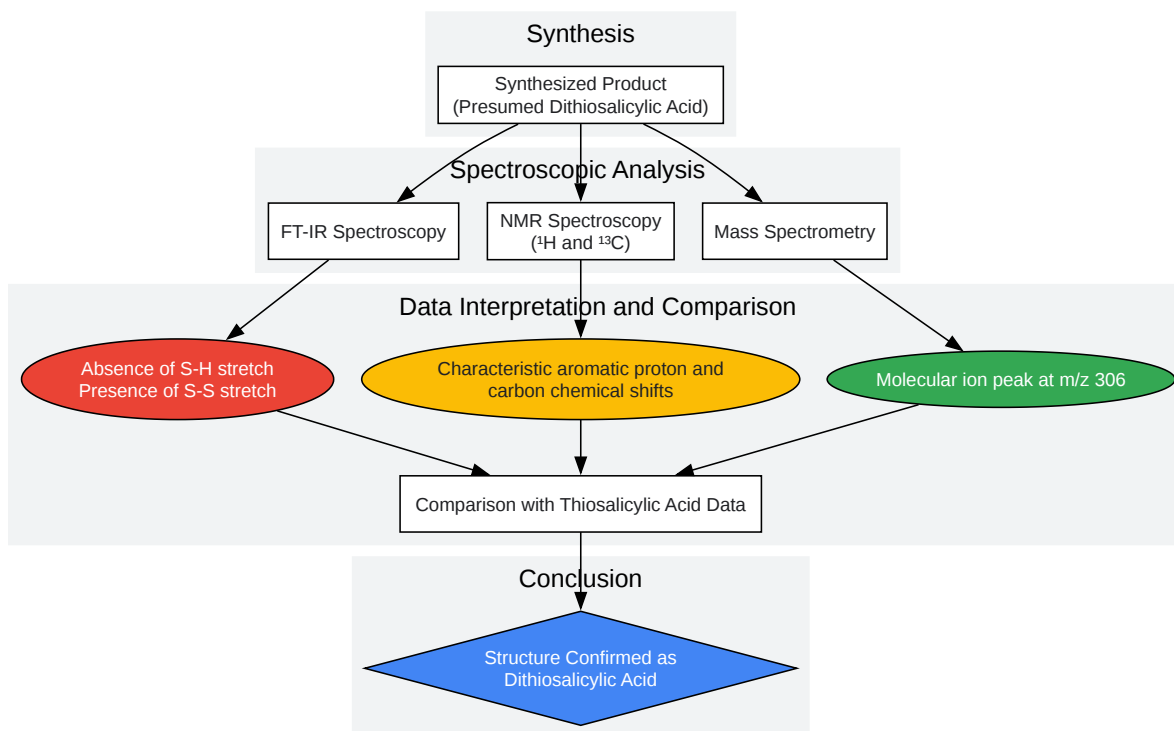 Synthesis
Synthesized Product
(Presumed Dithiosalicylic Acid)
Spectroscopic Analysis
FT-IR Spectroscopy
NMR Spectroscopy
(¹H and ¹³C)
Mass Spectrometry
Data Interpretation and Comparison
Absence of S-H stretch
Presence of S-S stretch
Characteristic aromatic proton and
carbon chemical shifts
Molecular ion peak at m/z 306
Comparison with Thiosalicylic Acid Data
Conclusion
Structure Confirmed as
Dithiosalicylic Acid